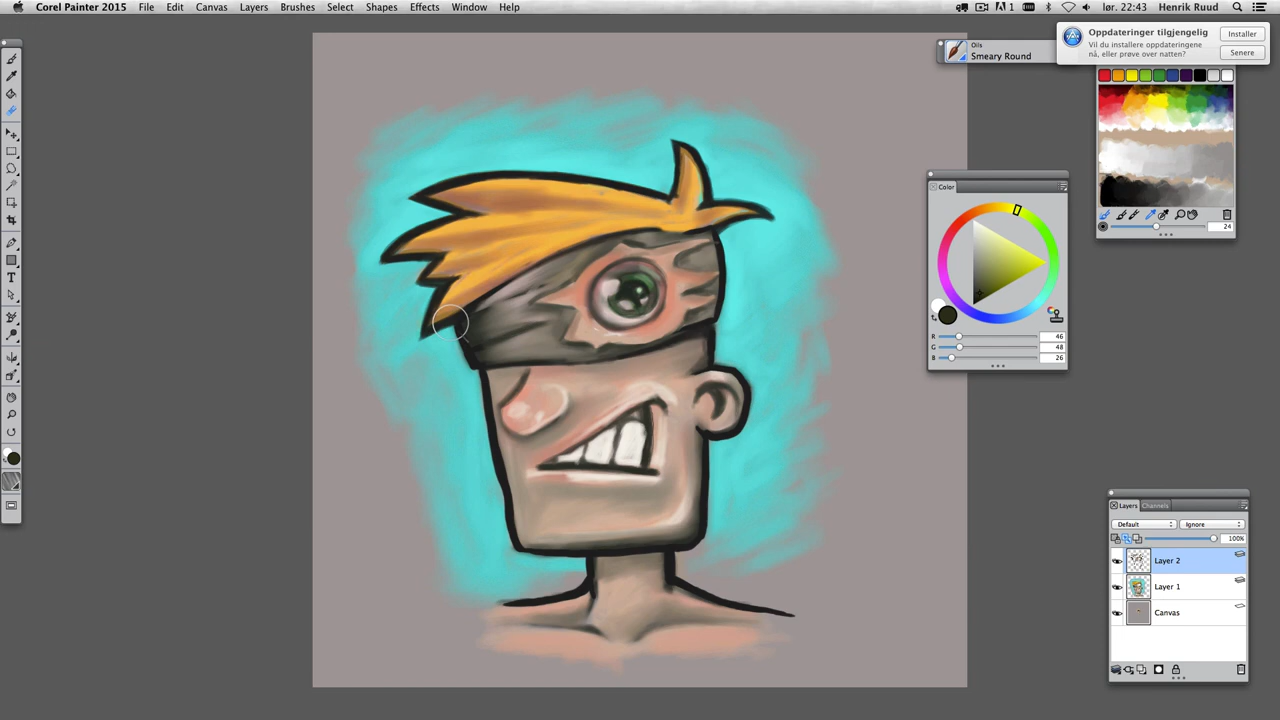 Corel Painter 2015 File Edit Canvas Layers Brushes Select Shapes Effects Window Help 1 lør. 22:43 Henrik Ruud
Oppdateringer tilgjengelig
Vil du installere oppdateringene
nå, eller prøve over natten?
Installer
Senere
Oils
Smeary Round
24
Color
R 46
G 48
B 26
T
Layers Channels
Default Ignore
100%
Layer 2
Layer 1
Canvas